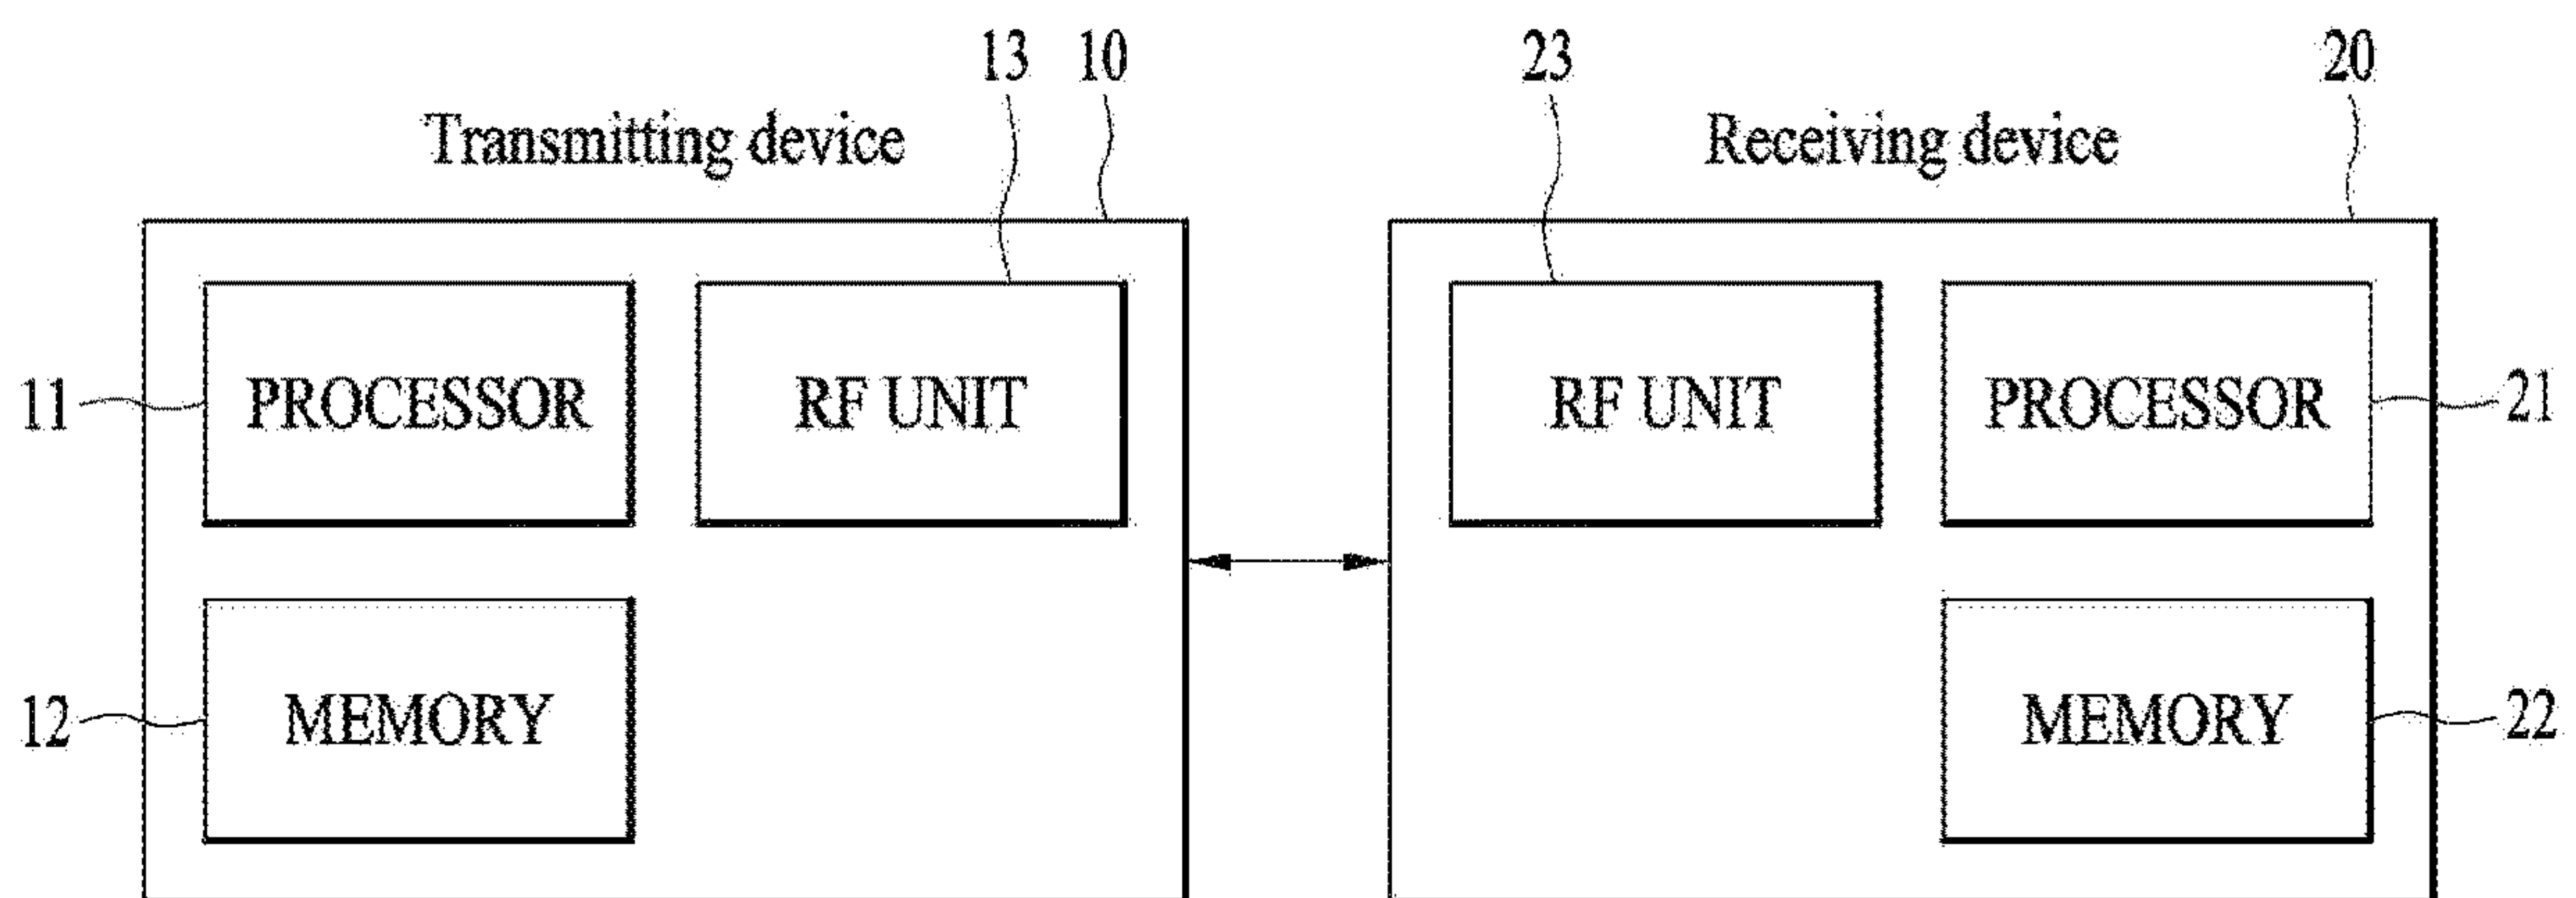 13 10 23 20
Transmitting device Receiving device
11 PROCESSOR RF UNIT RF UNIT PROCESSOR 21
12 MEMORY MEMORY 22